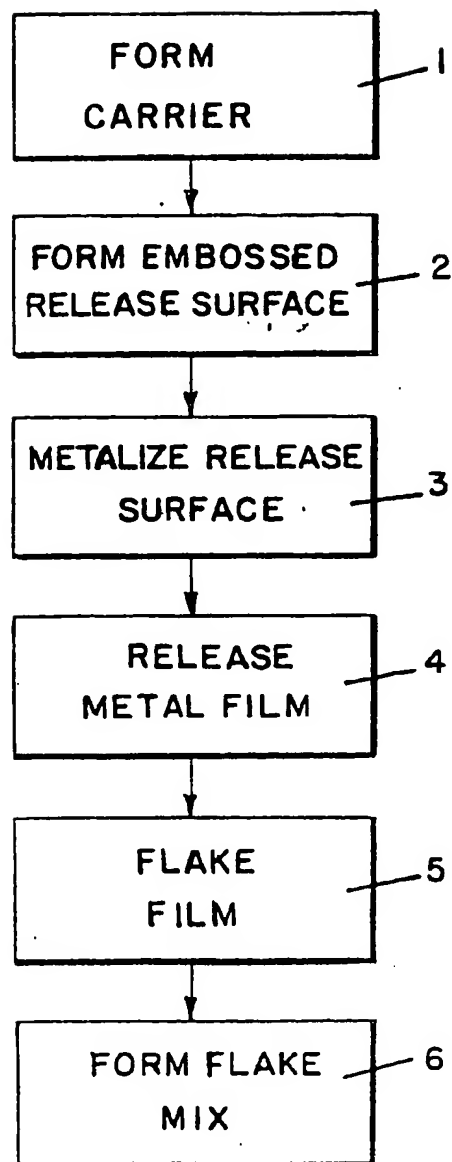 FORM
CARRIER
1
FORM EMBOSSED
RELEASE SURFACE
2
METALIZE RELEASE
SURFACE
3
RELEASE
METAL FILM
4
FLAKE
FILM
5
FORM FLAKE
MIX
6